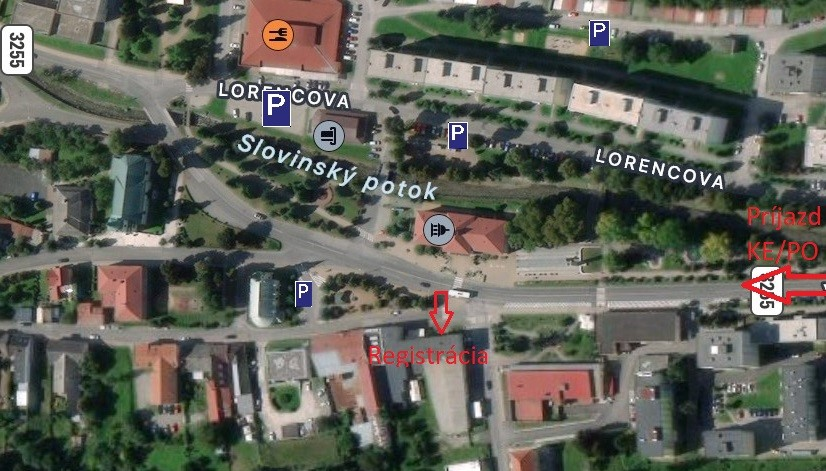 3255
P
LORENCOVA
P
P
LORENCOVA
Slovinský potok
Príjazd
KE/PO
3255
P
Registrácia